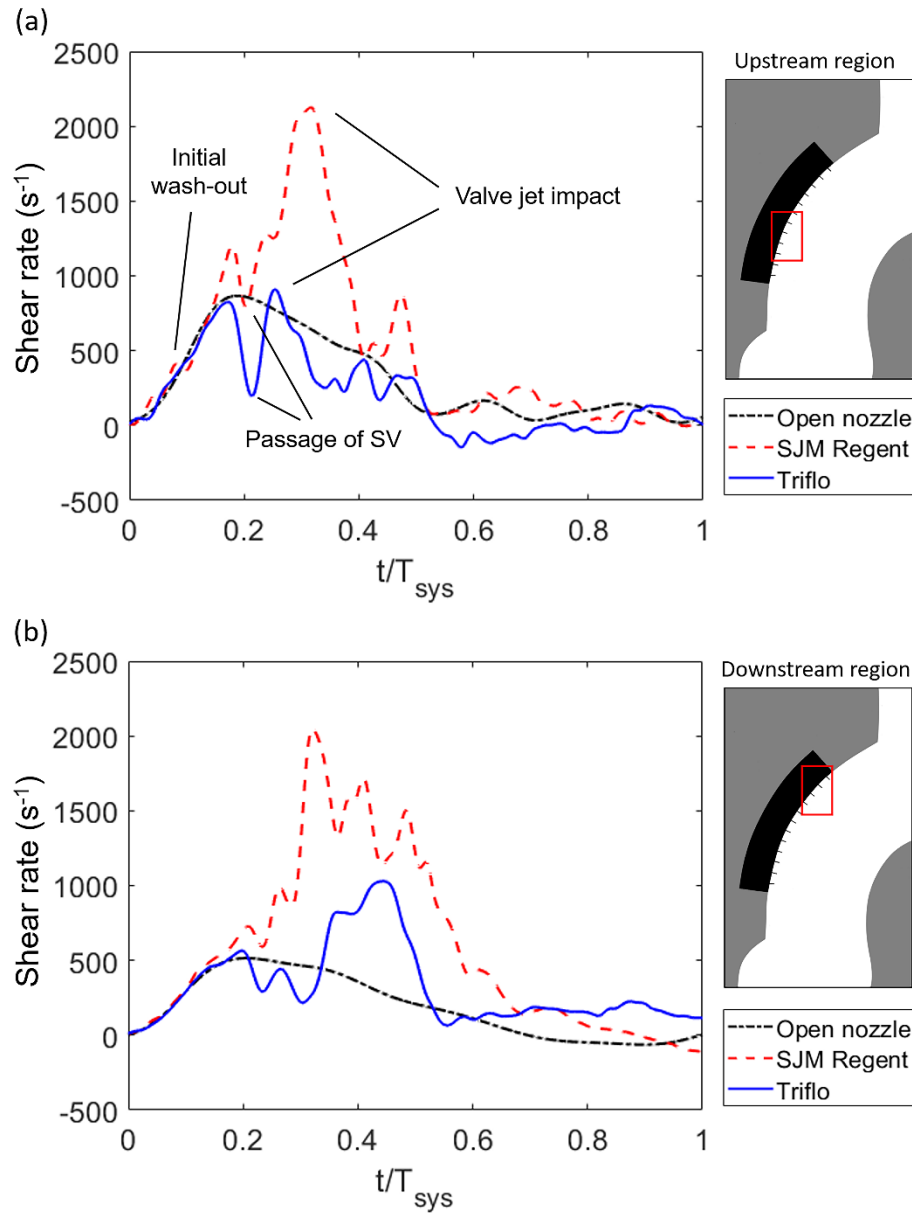 (a)
2500
2000
1500
1000
500
0
-500
Shear rate (s⁻¹)
Initial
wash-out
Valve jet impact
Passage of SV
0
0.2
0.4
0.6
0.8
1
t/T_sys
Upstream region
Open nozzle
SJM Regent
Triflo
(b)
2500
2000
1500
1000
500
0
-500
Shear rate (s⁻¹)
0
0.2
0.4
0.6
0.8
1
t/T_sys
Downstream region
Open nozzle
SJM Regent
Triflo